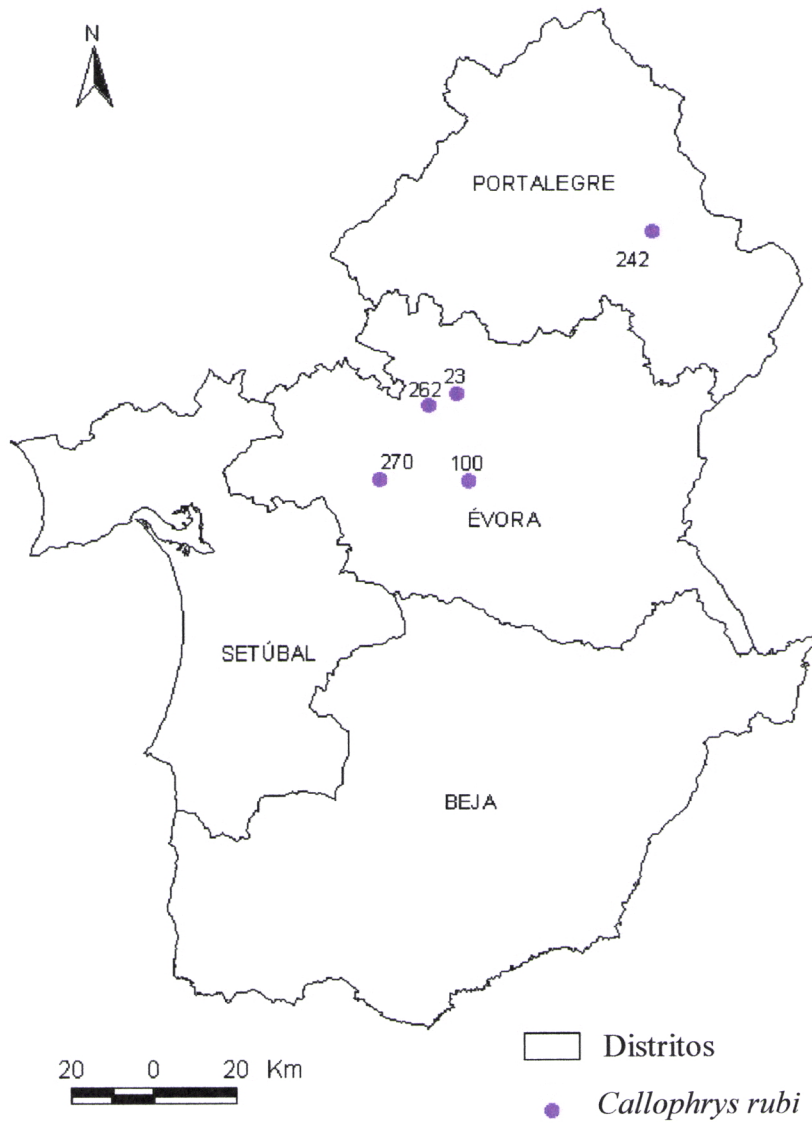 N
PORTALEGRE
242
262 23
270 100
ÉVORA
SETÚBAL
BEJA
20 0 20 Km
Distritos
Callophrys rubi